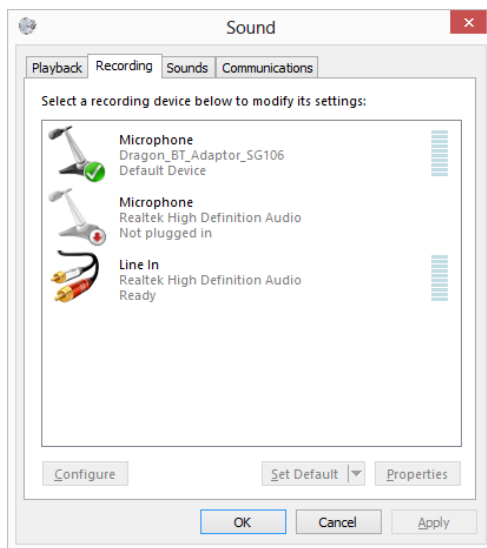 Sound
Playback Recording Sounds Communications
Select a recording device below to modify its settings:
Microphone
Dragon_BT_Adaptor_SG106
Default Device
Microphone
Realtek High Definition Audio
Not plugged in
Line In
Realtek High Definition Audio
Ready
Configure Set Default Properties
OK Cancel Apply